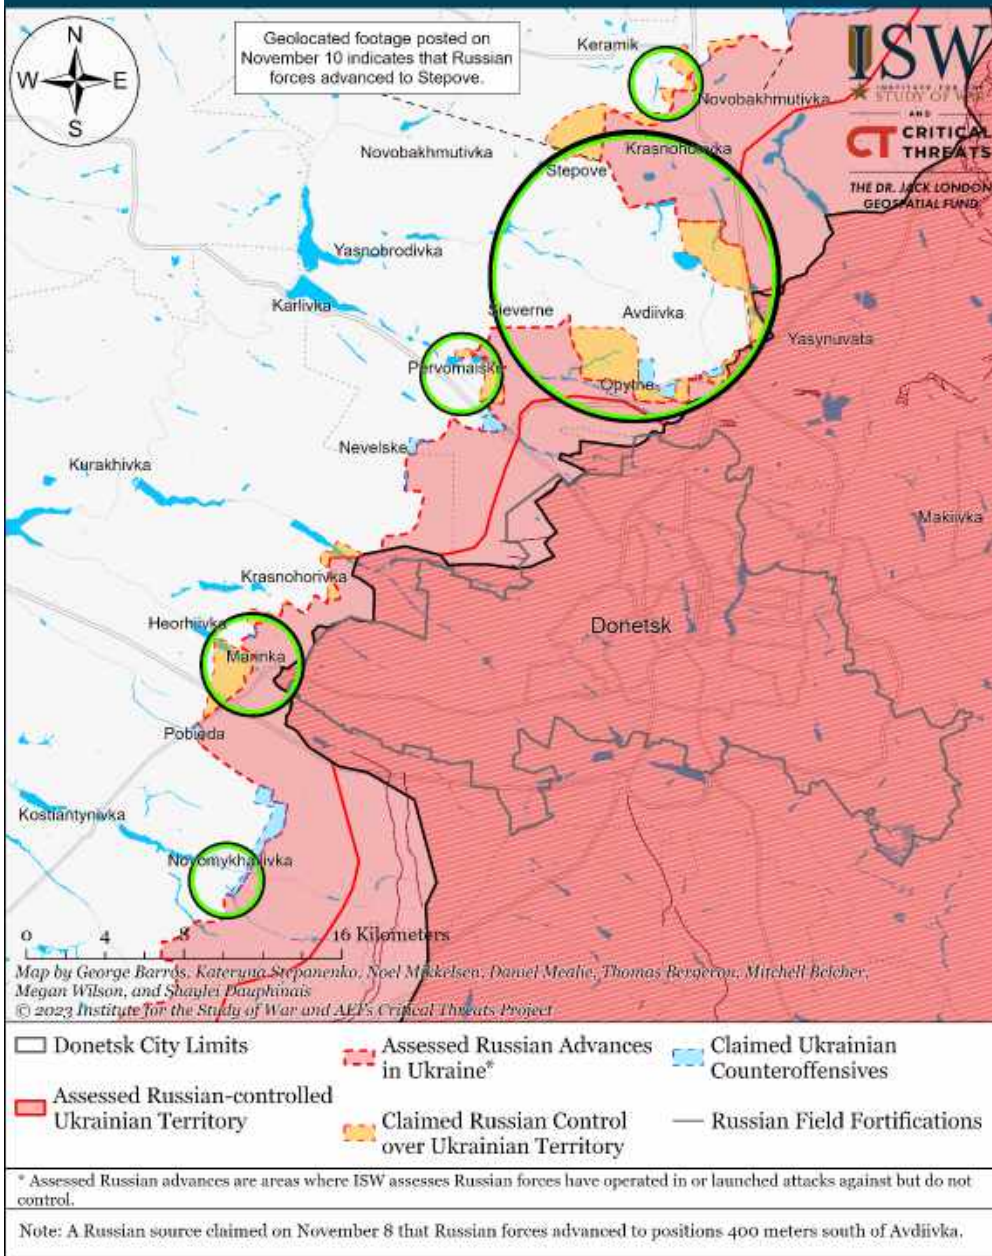 N
W E
S
Geolocated footage posted on
November 10 indicates that Russian
forces advanced to Stepove.
Keramik
ISW
INSTITUTE FOR THE
STUDY OF WAR
AND
CT CRITICAL
THREATS
THE DR. JACK LONDON
GEOSPATIAL FUND
Novobakhmutivka
Krasnohorivka
Novobakhmutivka
Stepove
Yasnobrodivka
Karlivka
Sieverne
Avdiivka
Yasynuvata
Pervomaiske
Opytne
Nevelske
Kurakhivka
Makiivka
Krasnohorivka
Heorhiivka
Donetsk
Marinka
Pobieda
Kostiantynivka
Novomykhailivka
0 4 8 16 Kilometers
Map by George Barros, Kateryna Stepanenko, Noel Mikkelsen, Daniel Mealie, Thomas Bergeron, Mitchell Belcher,
Megan Wilson, and Shaylei Dauphinais
© 2023 Institute for the Study of War and AEI's Critical Threats Project
Donetsk City Limits
Assessed Russian-controlled
Ukrainian Territory
Assessed Russian Advances
in Ukraine*
Claimed Russian Control
over Ukrainian Territory
Claimed Ukrainian
Counteroffensives
Russian Field Fortifications
* Assessed Russian advances are areas where ISW assesses Russian forces have operated in or launched attacks against but do not
control.
Note: A Russian source claimed on November 8 that Russian forces advanced to positions 400 meters south of Avdiivka.